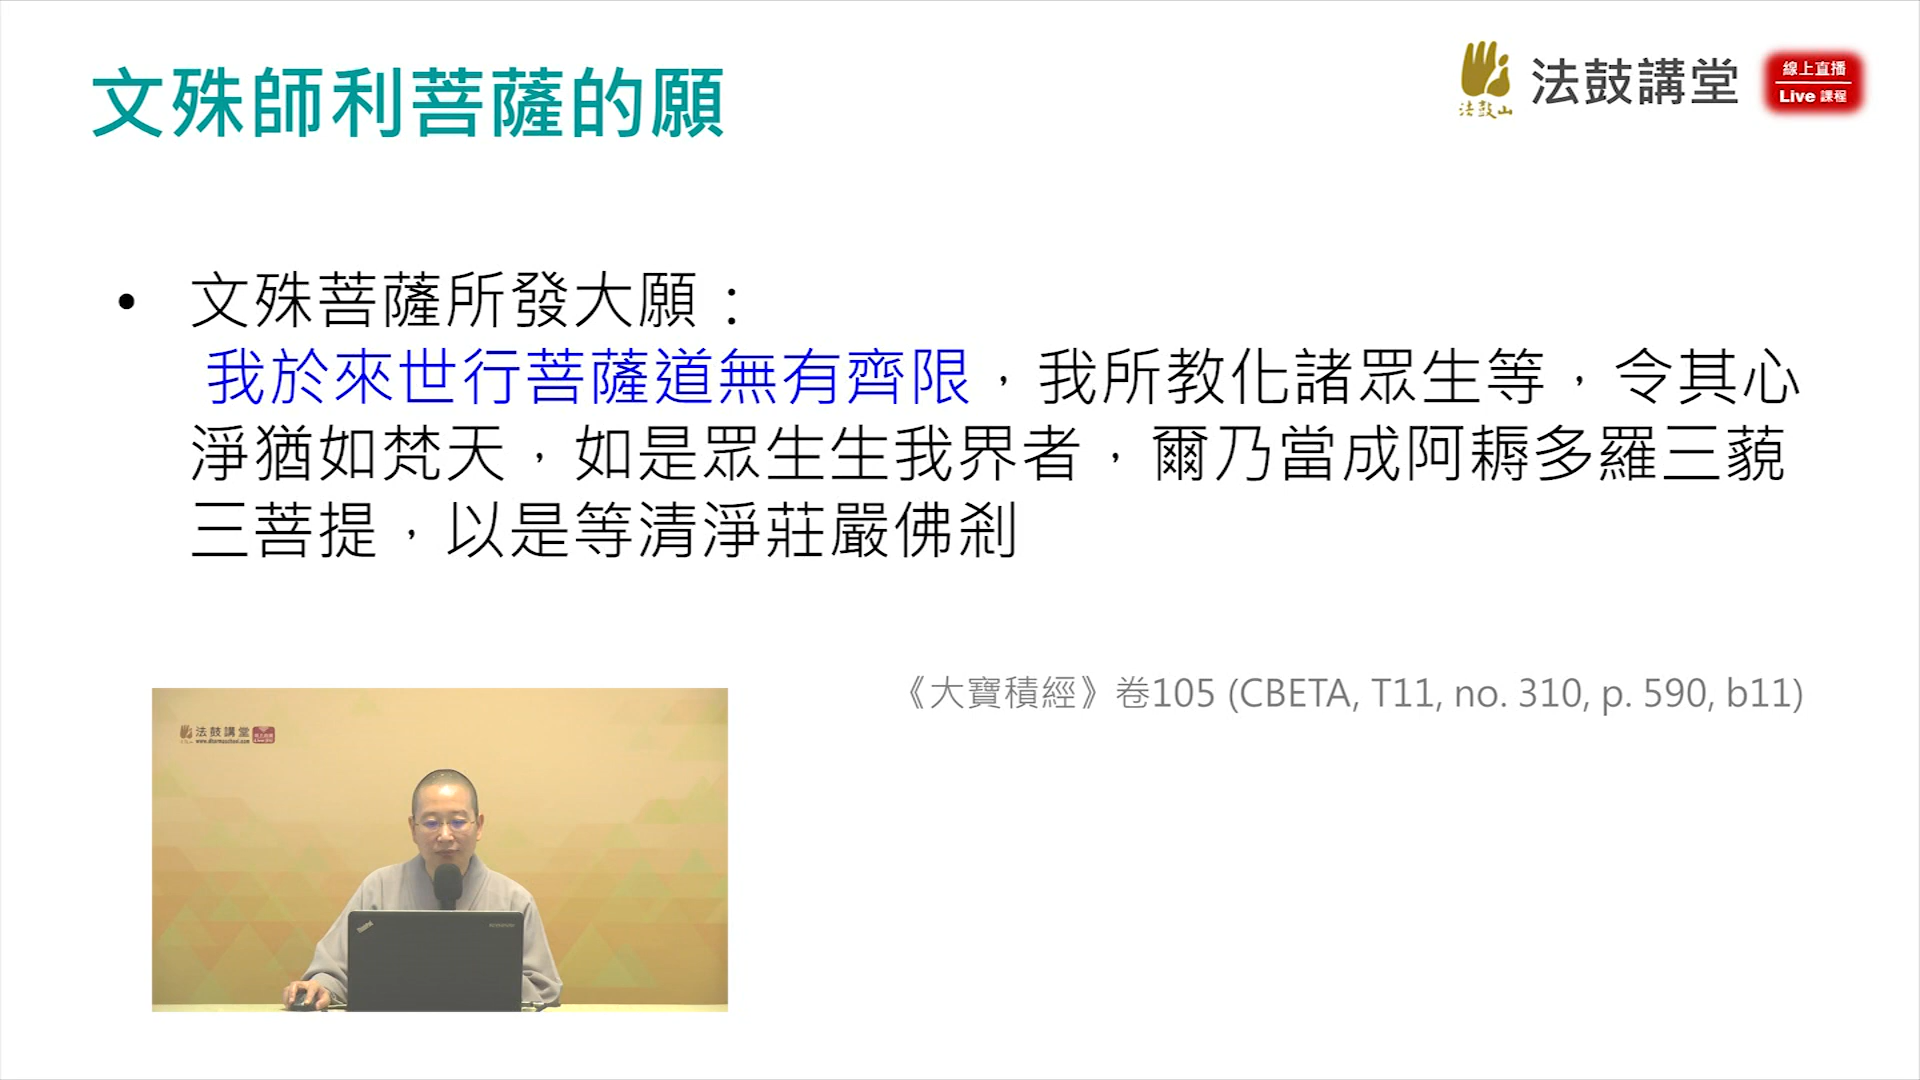 文殊師利菩薩的願
法鼓山
法鼓講堂
線上直播
Live 課程
• 文殊菩薩所發大願：
我於來世行菩薩道無有齊限，我所教化諸眾生等，令其心
淨猶如梵天，如是眾生生我界者，爾乃當成阿耨多羅三藐
三菩提，以是等清淨莊嚴佛剎
《大寶積經》卷105 (CBETA, T11, no. 310, p. 590, b11)
法鼓講堂
ThinkPad